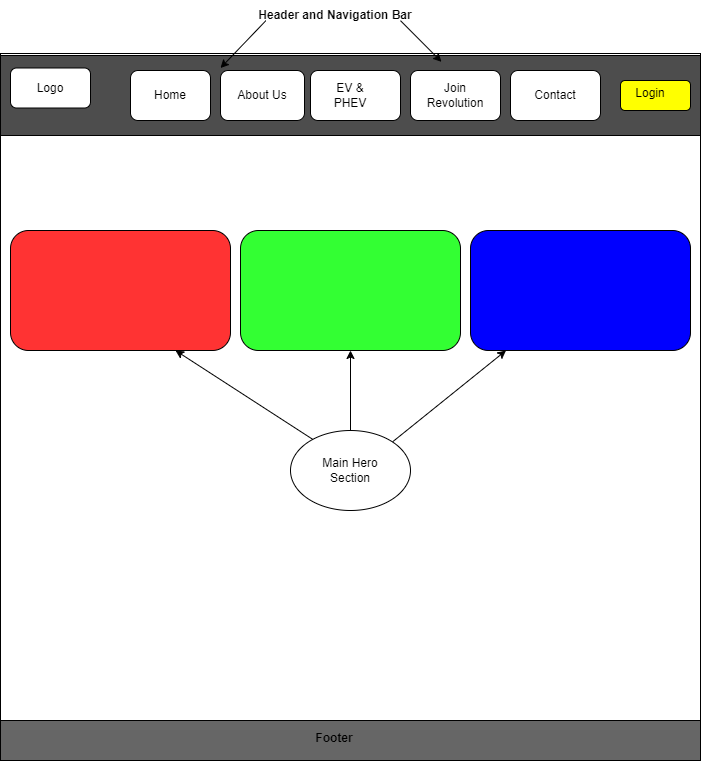 Header and Navigation Bar
Logo
Home
About Us
EV &
PHEV
Join
Revolution
Contact
Login
Main Hero
Section
Footer